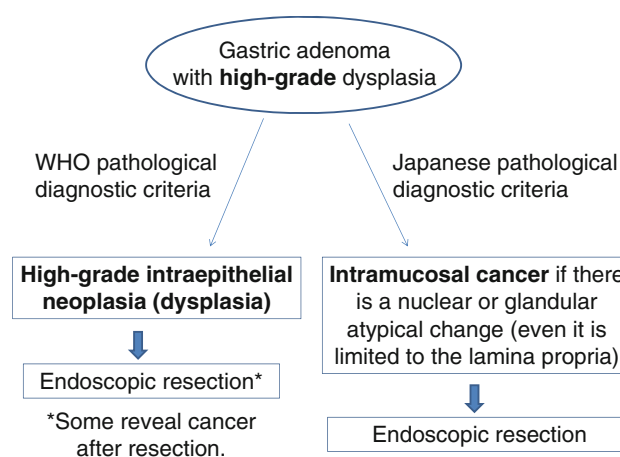 Gastric adenoma
with high-grade dysplasia
WHO pathological
diagnostic criteria
Japanese pathological
diagnostic criteria
High-grade intraepithelial
neoplasia (dysplasia)
Endoscopic resection*
*Some reveal cancer
after resection.
Intramucosal cancer if there
is a nuclear or glandular
atypical change (even it is
limited to the lamina propria)
Endoscopic resection